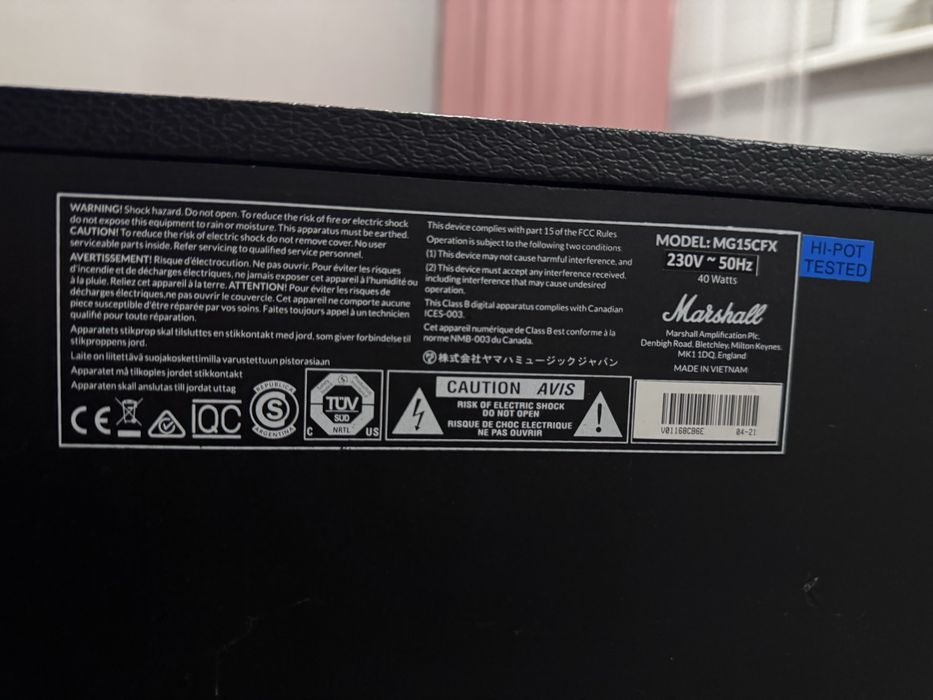 WARNING! Shock hazard. Do not open. To reduce the risk of fire or electric shock
do not expose this equipment to rain or moisture. This apparatus must be earthed.
CAUTION! To reduce the risk of electric shock do not remove cover. No user
serviceable parts inside. Refer servicing to qualified service personnel.
AVERTISSEMENT! Risque d'électrocution. Ne pas ouvrir. Pour éviter les risques
d'incendie et de décharges électriques, ne jamais exposer cet appareil à l'humidité ou
à la pluie. Reliez cet appareil à la terre. ATTENTION! Pour éviter les risques de
décharges électriques,ne pas ouvrir le couvercle. Cet appareil ne comporte aucune
piece susceptible d'être réparée par vos soins. Faites toujours appel à un technicien
qualifié pour toute réparation.
Apparatets stikprop skal tilsluttes en stikkontakt med jord, som giver forbindelse til
stikproppens jord.
Laite on liitettävä suojakoskettimilla varustettuun pistorasiaan
Apparatet må tilkoples jordet stikkontakt
Apparaten skall anslutas till jordat uttag
CE
IQC
REPUBLICA
S
ARGENTINA
TÜV
SÜD
NRTL
C US
This device complies with part 15 of the FCC Rules
Operation is subject to the following two conditions
(1) This device may not cause harmful interference, and
(2) This device must accept any interference received,
including interference that may cause undesired
operation.
This Class B digital apparatus complies with Canadian
ICES-003.
Cet appareil numérique de Class B est conforme à la
norme NMB-003 du Canada.
㋮株式会社ヤマハミュージックジャパン
CAUTION AVIS
RISK OF ELECTRIC SHOCK
DO NOT OPEN
RISQUE DE CHOC ELECTRIQUE
NE PAS OUVRIR
MODEL: MG15CFX
230V ~ 50Hz
40 Watts
Marshall
Marshall Amplification Plc.
Denbigh Road, Bletchley, Milton Keynes.
MK1 1DQ, England
MADE IN VIETNAM
V0116BCB6E 04-21
HI-POT
TESTED